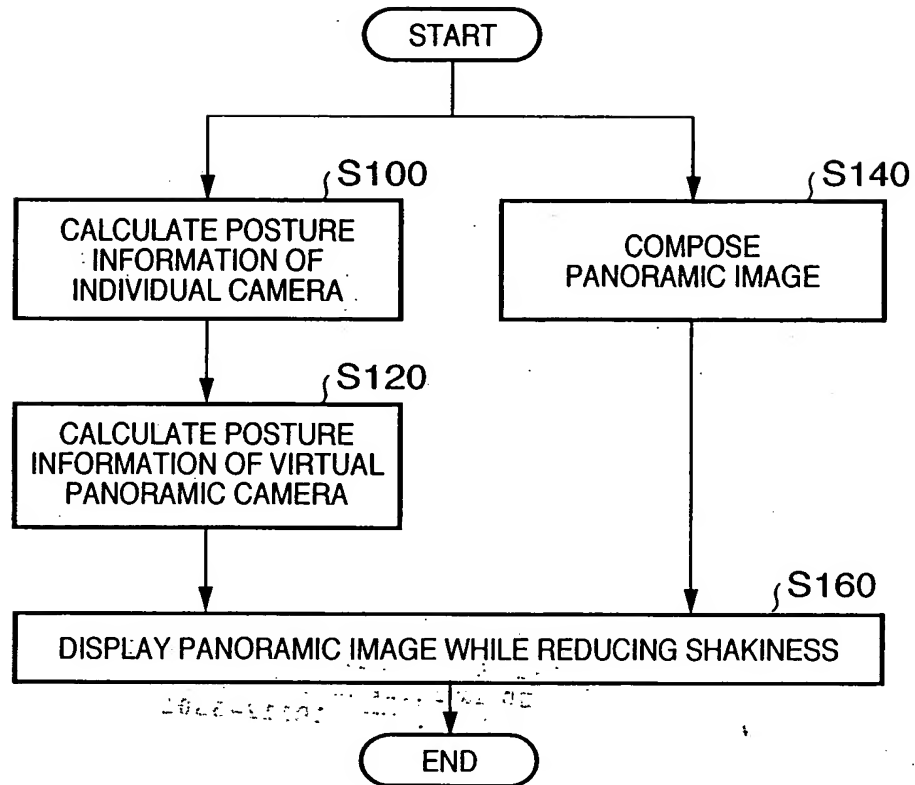 START
S100
CALCULATE POSTURE
INFORMATION OF
INDIVIDUAL CAMERA
S140
COMPOSE
PANORAMIC IMAGE
S120
CALCULATE POSTURE
INFORMATION OF VIRTUAL
PANORAMIC CAMERA
S160
DISPLAY PANORAMIC IMAGE WHILE REDUCING SHAKINESS
END